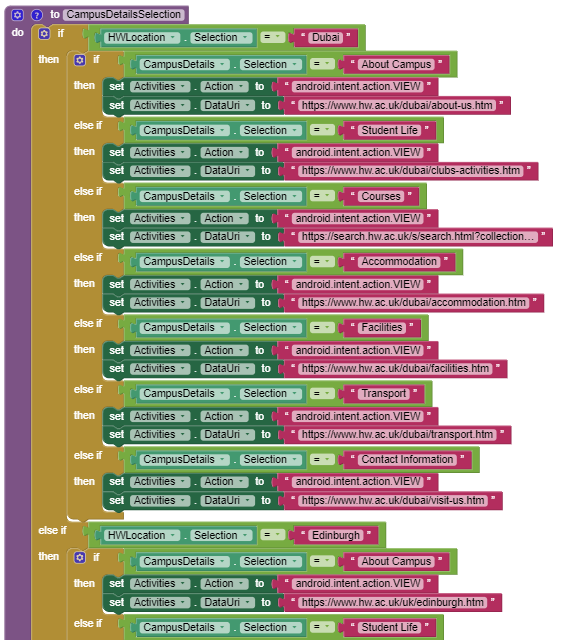 ? to CampusDetailsSelection
do if HWLocation . Selection = " Dubai "
then if CampusDetails . Selection = " About Campus "
then set Activities . Action to " android.intent.action.VIEW "
set Activities . DataUri to " https://www.hw.ac.uk/dubai/about-us.htm "
else if CampusDetails . Selection = " Student Life "
then set Activities . Action to " android.intent.action.VIEW "
set Activities . DataUri to " https://www.hw.ac.uk/dubai/clubs-activities.htm "
else if CampusDetails . Selection = " Courses "
then set Activities . Action to " android.intent.action.VIEW "
set Activities . DataUri to " https://search.hw.ac.uk/s/search.html?collection... "
else if CampusDetails . Selection = " Accommodation "
then set Activities . Action to " android.intent.action.VIEW "
set Activities . DataUri to " https://www.hw.ac.uk/dubai/accommodation.htm "
else if CampusDetails . Selection = " Facilities "
then set Activities . Action to " android.intent.action.VIEW "
set Activities . DataUri to " https://www.hw.ac.uk/dubai/facilities.htm "
else if CampusDetails . Selection = " Transport "
then set Activities . Action to " android.intent.action.VIEW "
set Activities . DataUri to " https://www.hw.ac.uk/dubai/transport.htm "
else if CampusDetails . Selection = " Contact Information "
then set Activities . Action to " android.intent.action.VIEW "
set Activities . DataUri to " https://www.hw.ac.uk/dubai/visit-us.htm "
else if HWLocation . Selection = " Edinburgh "
then if CampusDetails . Selection = " About Campus "
then set Activities . Action to " android.intent.action.VIEW "
set Activities . DataUri to " https://www.hw.ac.uk/uk/edinburgh.htm "
else if CampusDetails . Selection = " Student Life "